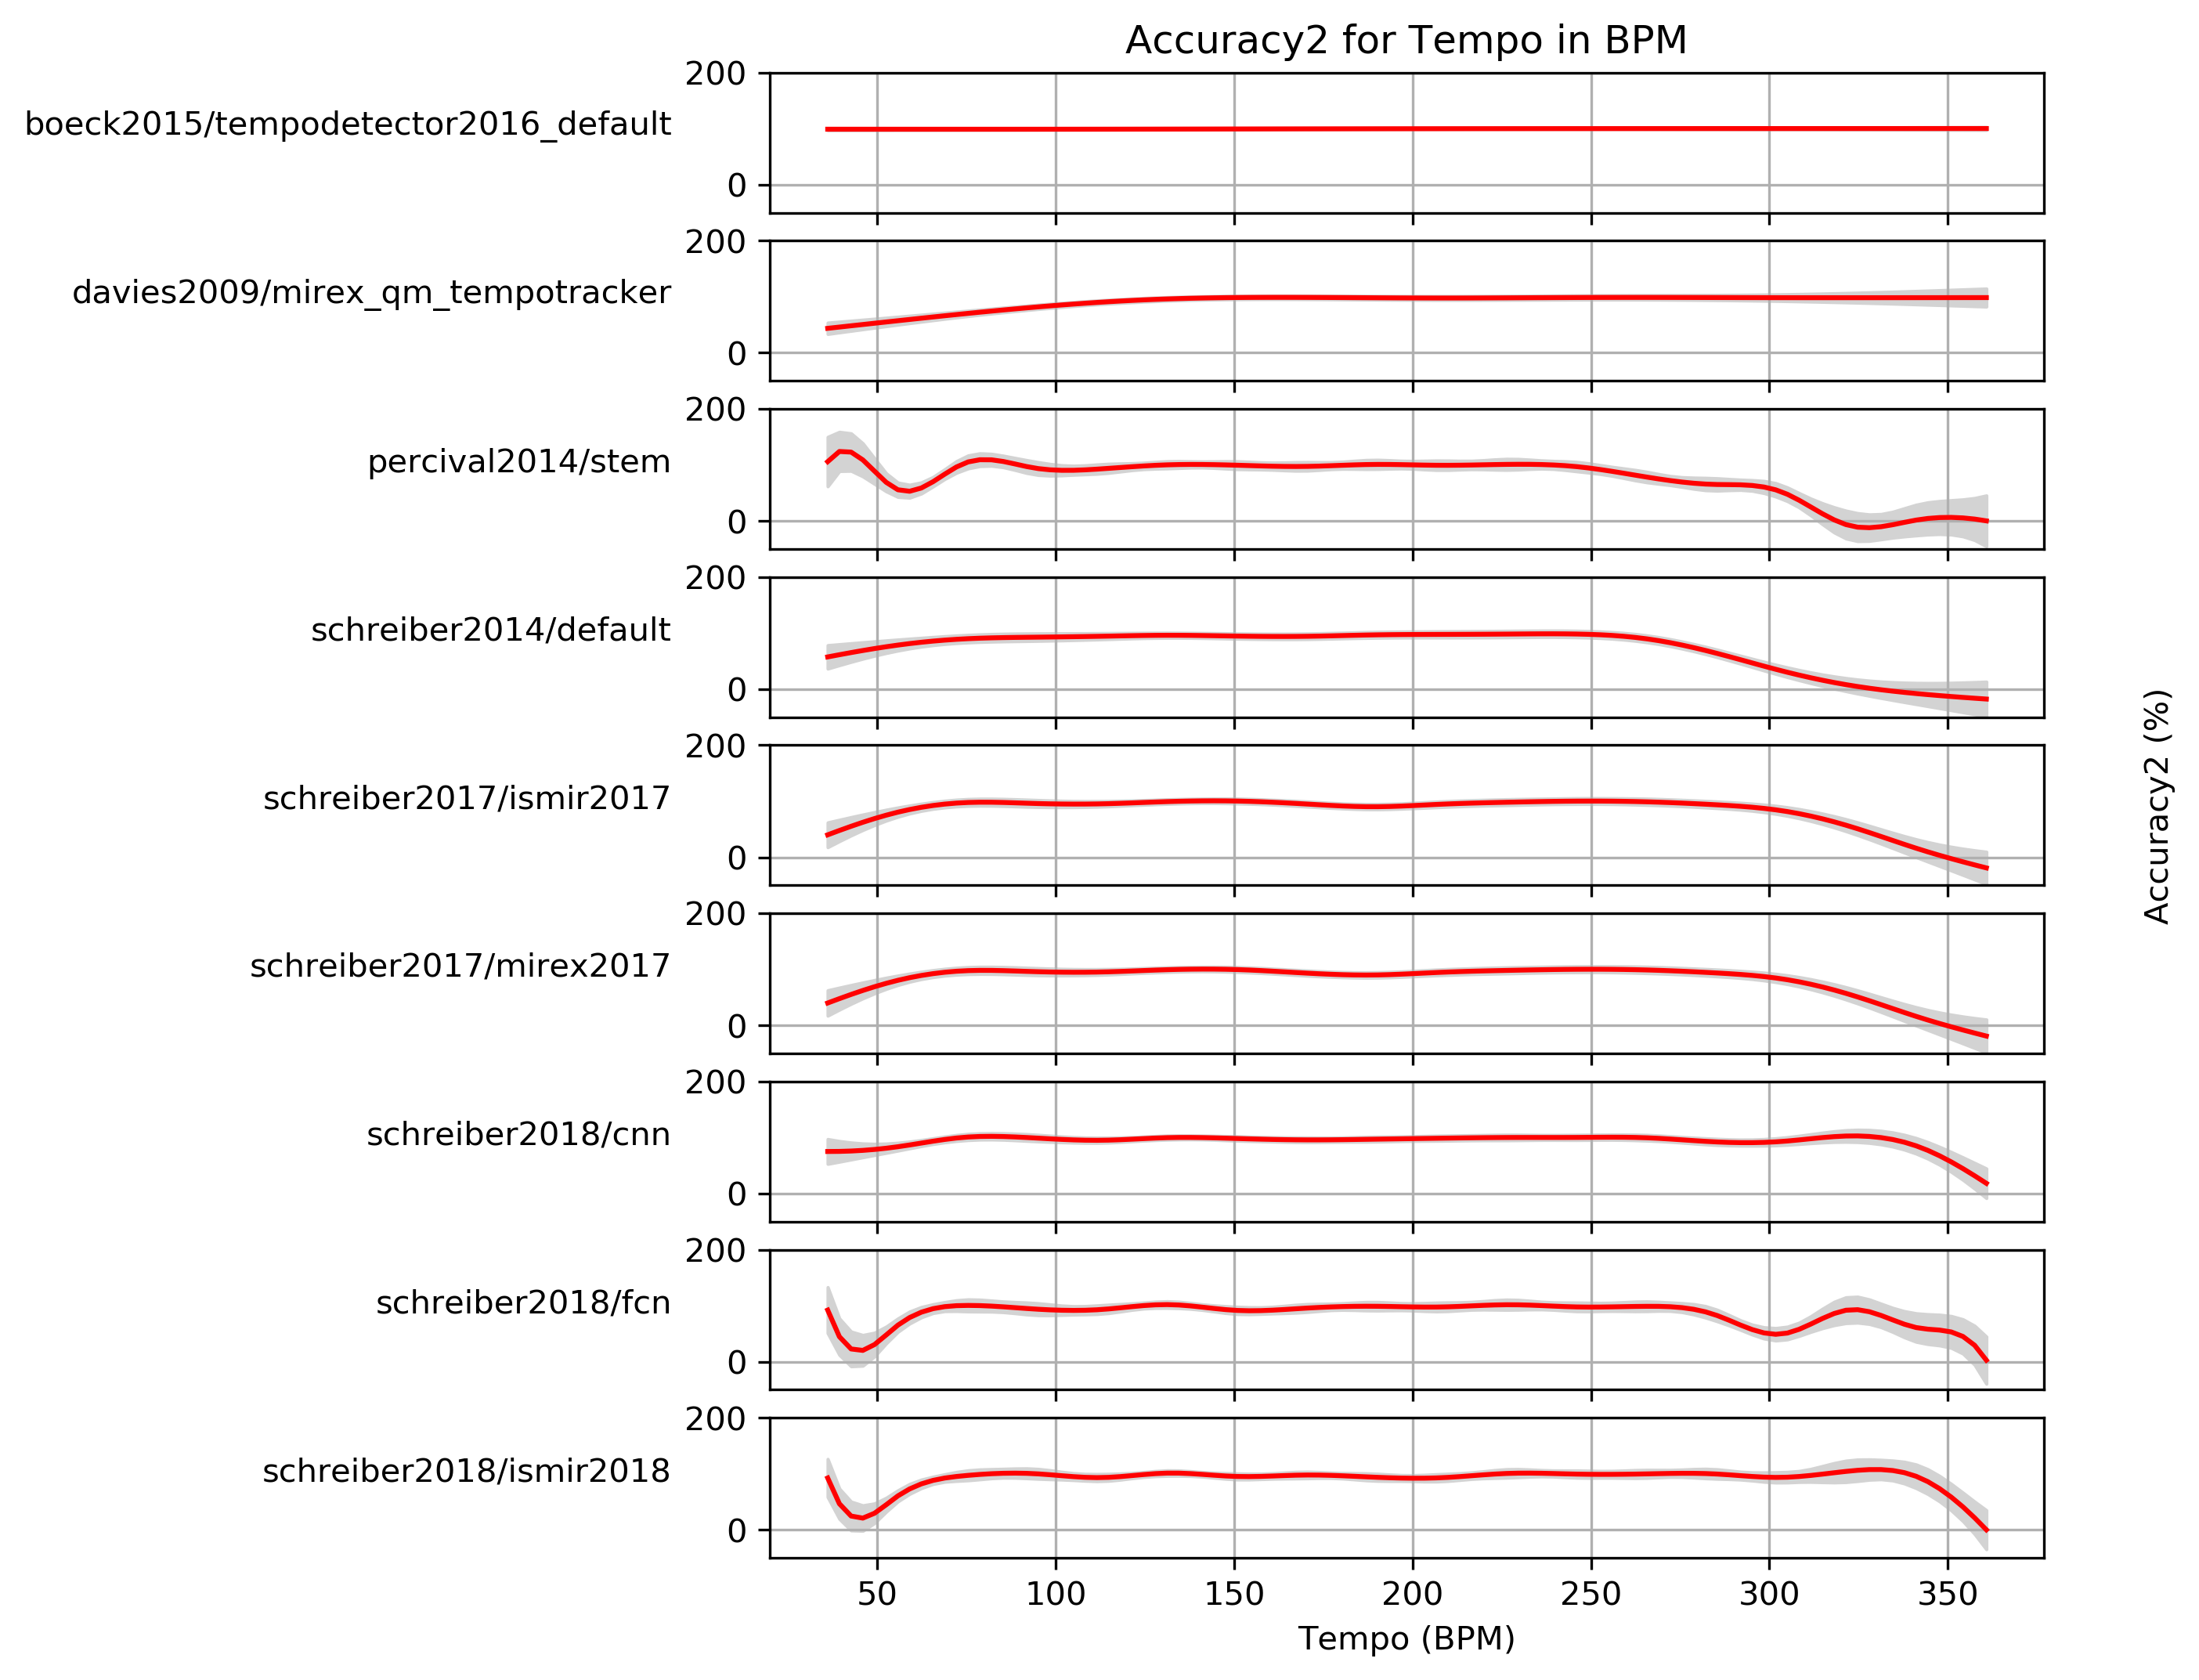 Accuracy2 for Tempo in BPM
boeck2015/tempodetector2016_default
200
0
davies2009/mirex_qm_tempotracker
200
0
percival2014/stem
200
0
schreiber2014/default
200
0
schreiber2017/ismir2017
200
0
schreiber2017/mirex2017
200
0
schreiber2018/cnn
200
0
schreiber2018/fcn
200
0
schreiber2018/ismir2018
200
0
50 100 150 200 250 300 350
Tempo (BPM)
Accuracy2 (%)